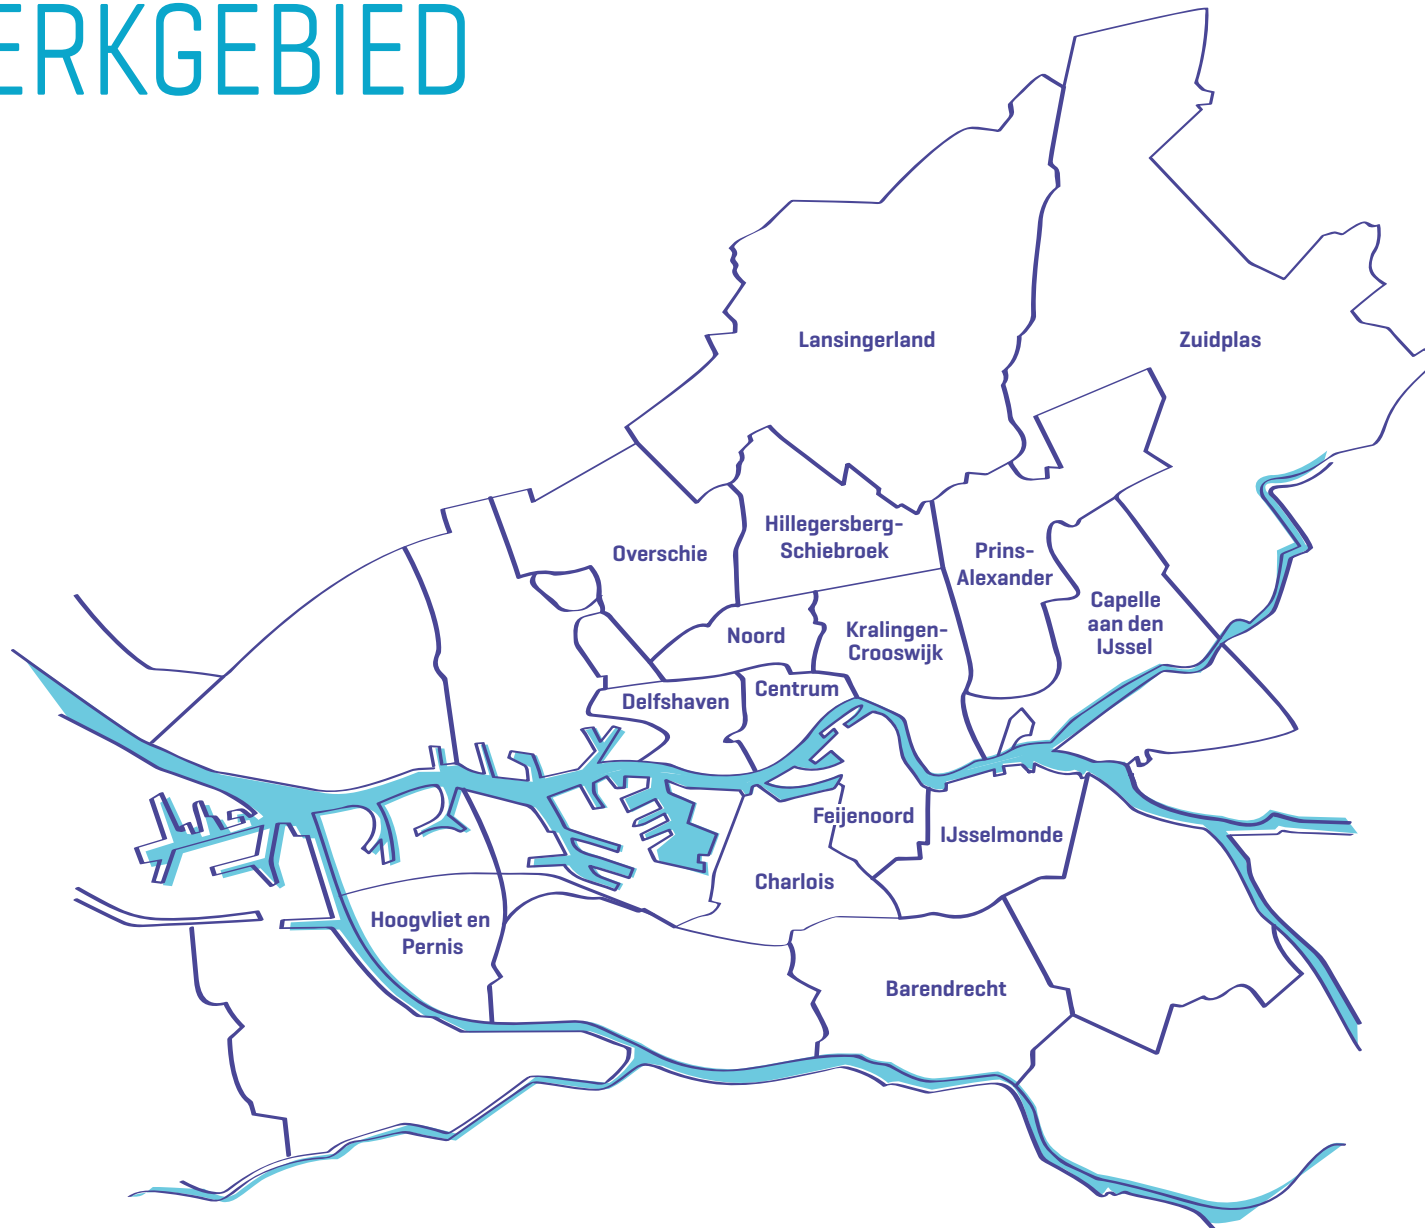 ERKGEBIED
Lansingerland
Zuidplas
Hillegersberg-
Schiebroek
Overschie
Prins-
Alexander
Capelle
aan den
IJssel
Noord
Kralingen-
Crooswijk
Delfshaven
Centrum
Feijenoord
IJsselmonde
Charlois
Hoogvliet en
Pernis
Barendrecht